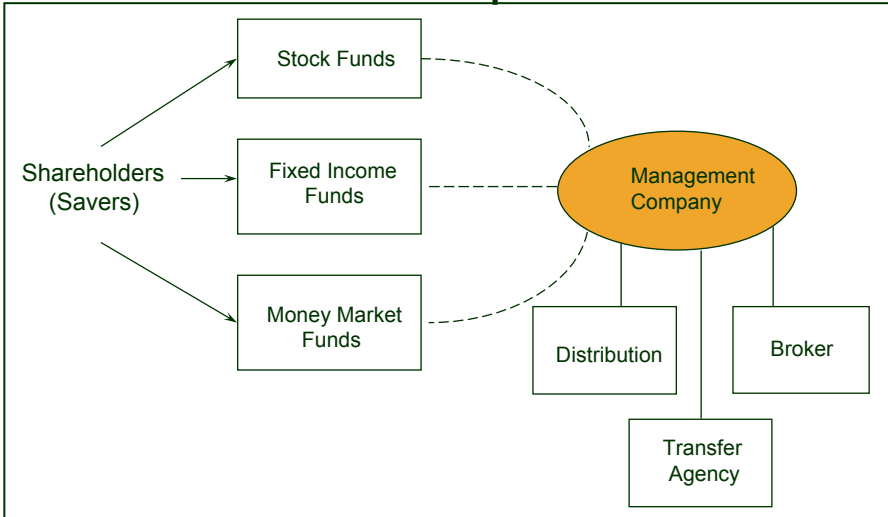 Stock Funds
Shareholders
(Savers)
Fixed Income
Funds
Management
Company
Money Market
Funds
Distribution
Broker
Transfer
Agency